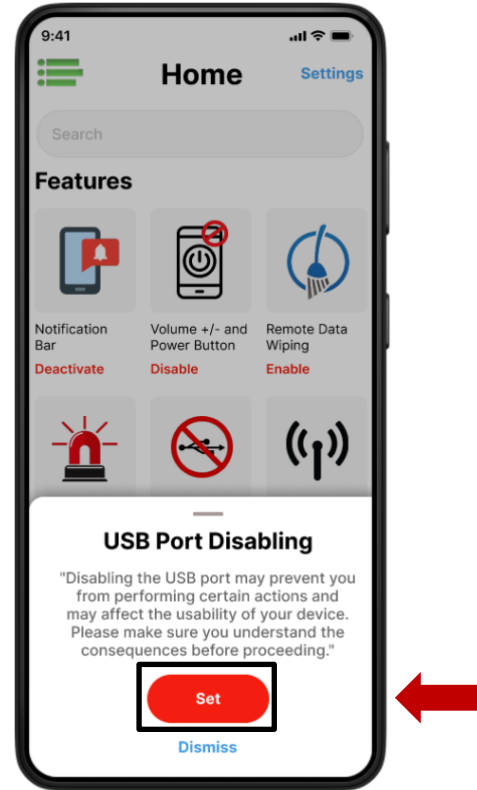 9:41
Home
Settings
Search
Features
Notification
Bar
Deactivate
Volume +/- and
Power Button
Disable
Remote Data
Wiping
Enable
USB Port Disabling
"Disabling the USB port may prevent you
from performing certain actions and
may affect the usability of your device.
Please make sure you understand the
consequences before proceeding."
Set
Dismiss